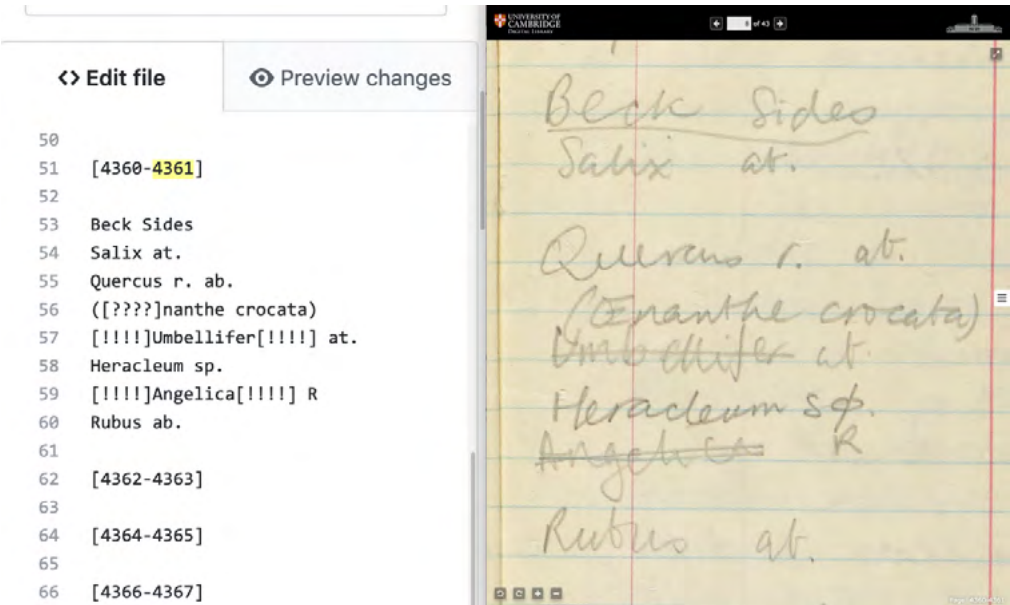 <> Edit file
Preview changes
50
51 [4360-4361]
52
53 Beck Sides
54 Salix at.
55 Quercus r. ab.
56 ([????]nanthe crocata)
57 [!!!!]Umbellifer[!!!!] at.
58 Heracleum sp.
59 [!!!!]Angelica[!!!!] R
60 Rubus ab.
61
62 [4362-4363]
63
64 [4364-4365]
65
66 [4366-4367]
UNIVERSITY OF
CAMBRIDGE
DIGITAL LIBRARY
of 43
Beck Sides
Salix at.
Quercus r. ab.
(Œnanthe crocata)
Umbellifer at.
Heracleum sp.
Angelica R
Rubus ab.